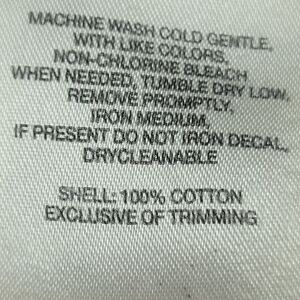 MACHINE WASH COLD GENTLE,
WITH LIKE COLORS,
NON-CHLORINE BLEACH
WHEN NEEDED, TUMBLE DRY LOW,
REMOVE PROMPTLY,
IRON MEDIUM,
IF PRESENT DO NOT IRON DECAL,
DRYCLEANABLE
SHELL: 100% COTTON
EXCLUSIVE OF TRIMMING